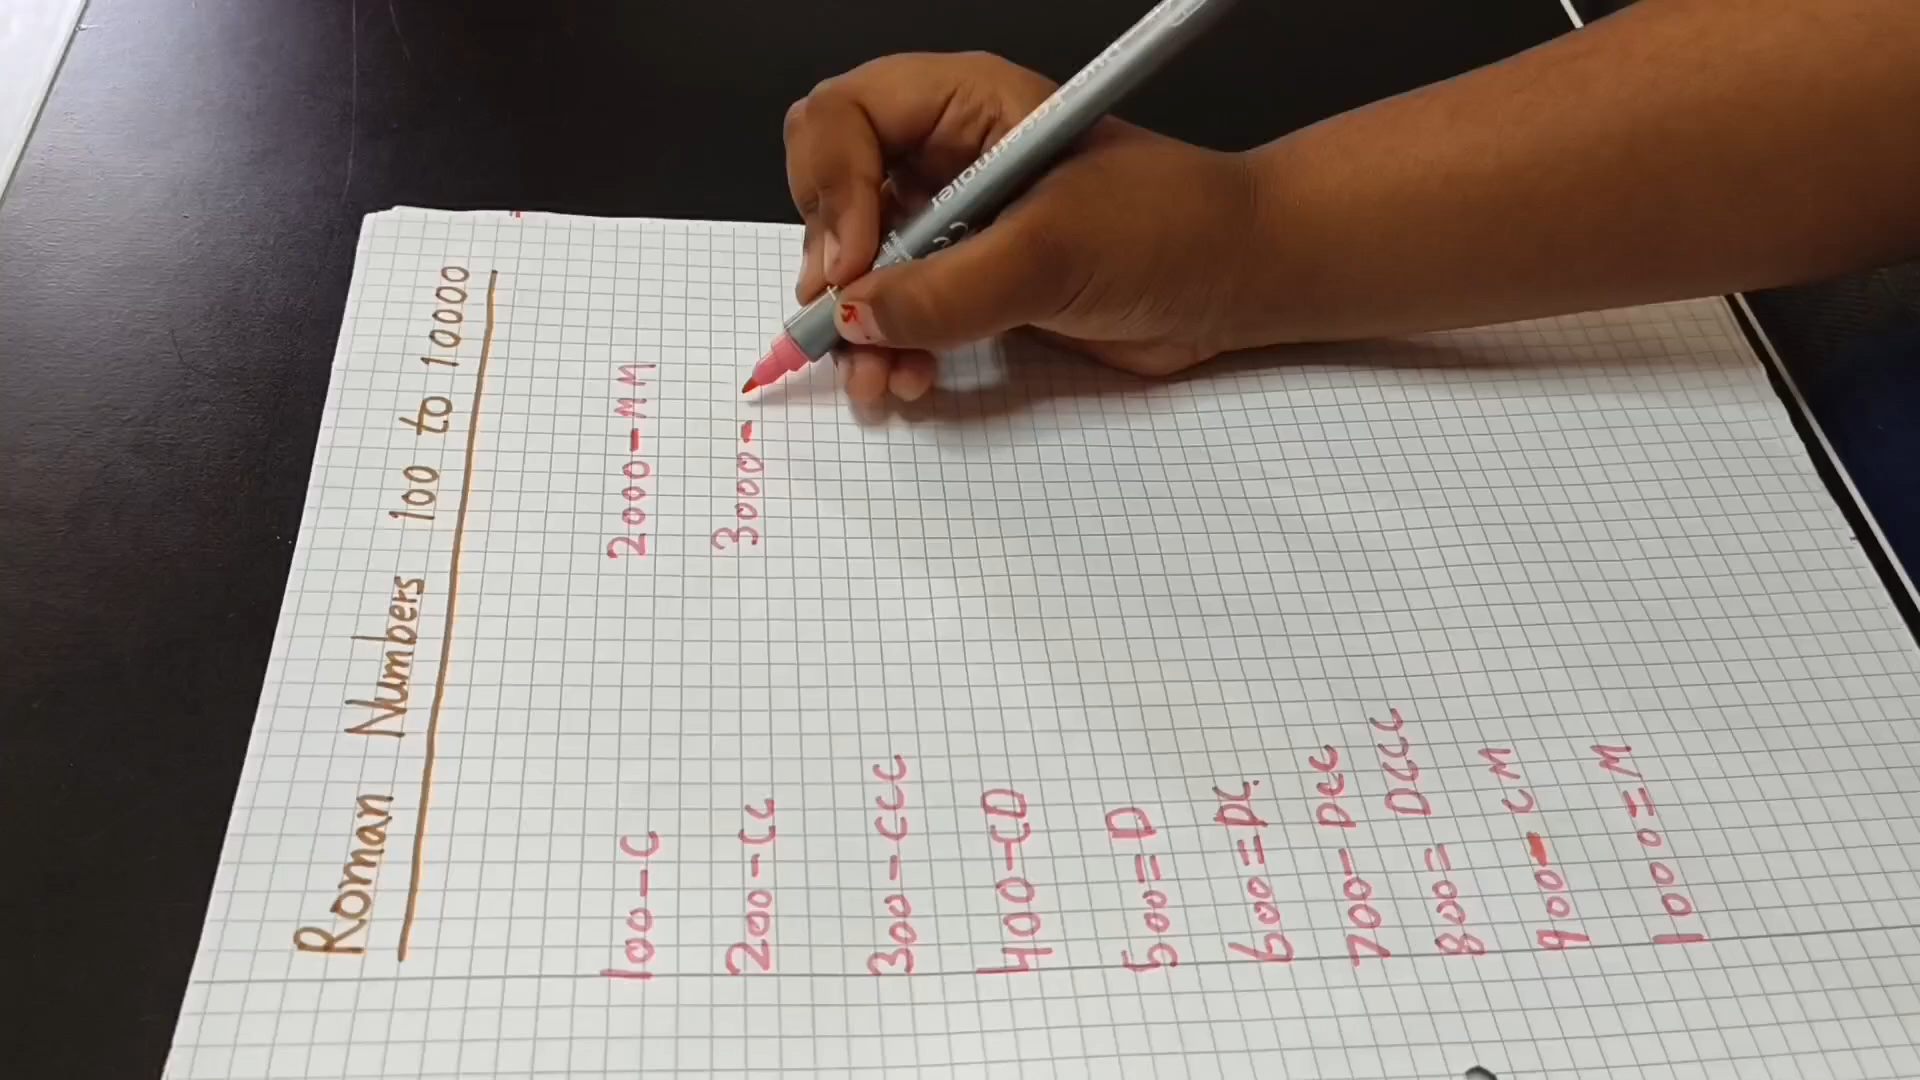 Roman Numbers 100 to 10000
100-C
200-CC
300-CCC
400-CD
500=D
600=DC
700-DCC
800= DCCC
900-CM
1000=M
2000-MM
3000-
Fasermaler